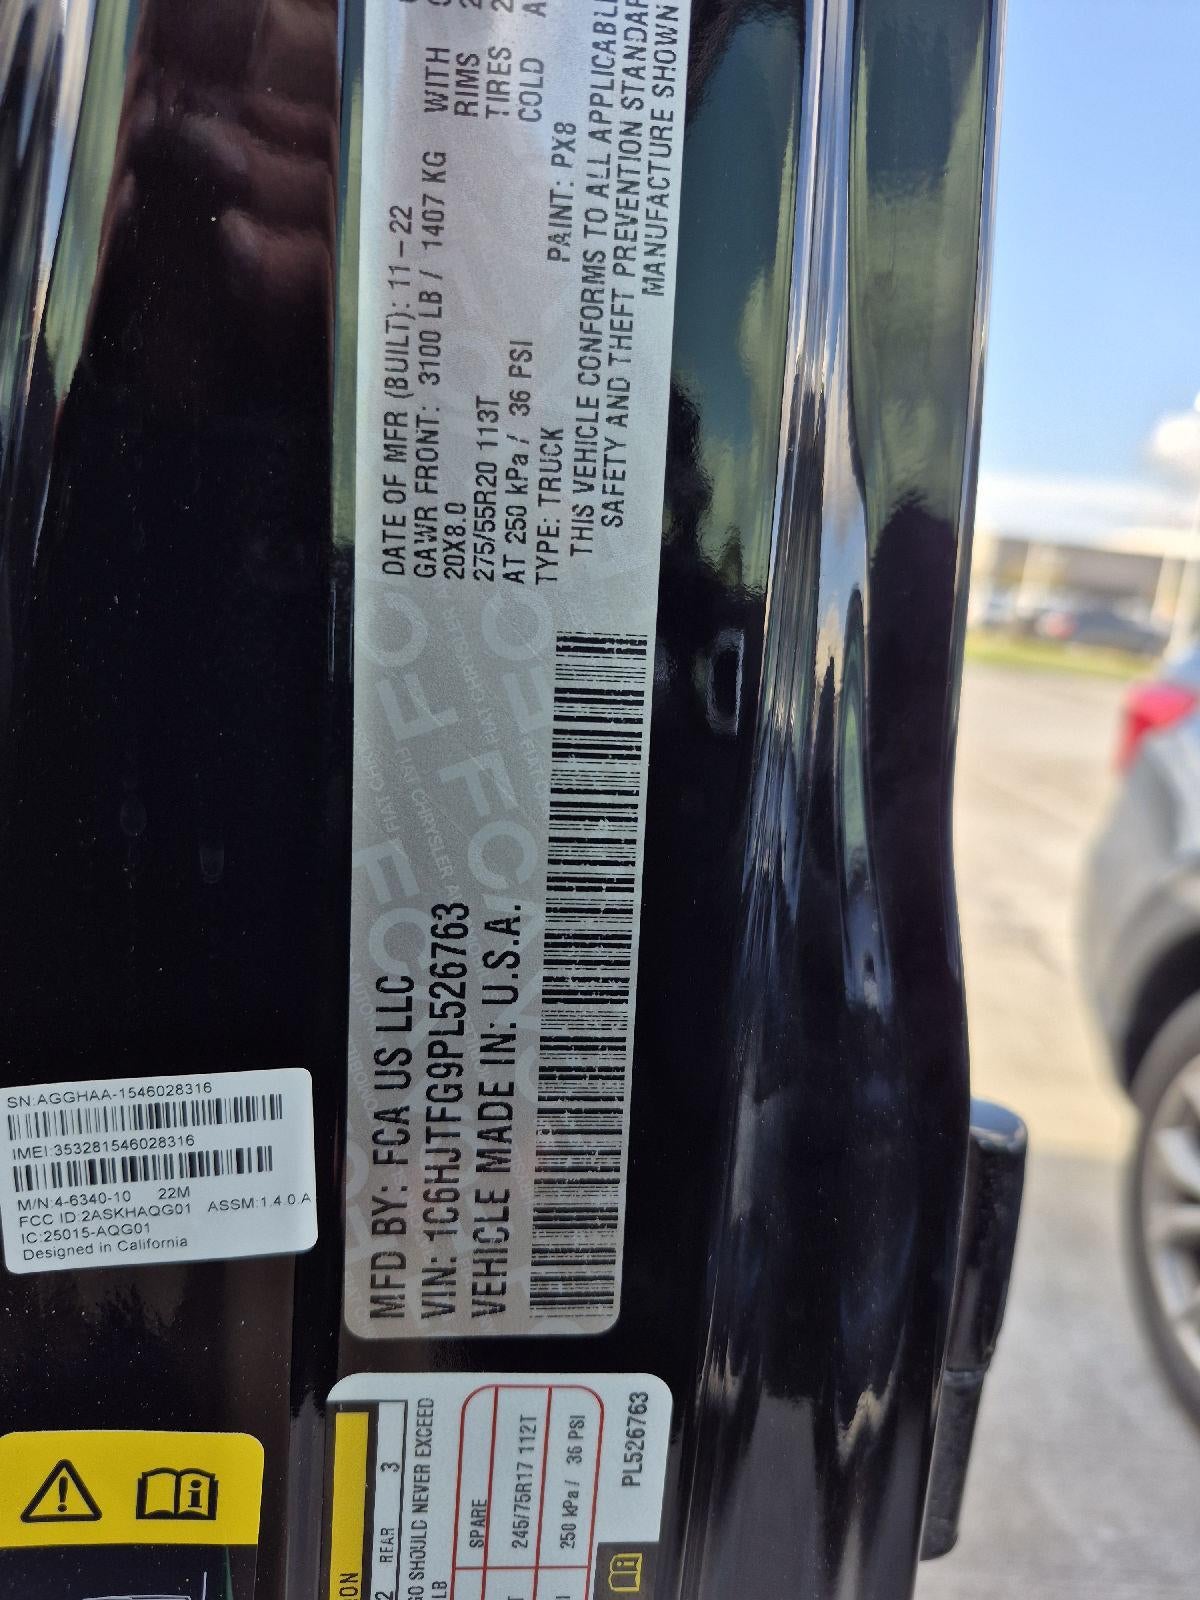 MFD BY: FCA US LLC
DATE OF MFR (BUILT): 11-22
GAWR FRONT: 3100 LB / 1407 KG WITH
20X8.0 RIMS
275/55R20 113T TIRES
AT 250 kPa / 36 PSI COLD
VIN: 1C6HJTFG9PL526763
TYPE: TRUCK PAINT: PX8
VEHICLE MADE IN: U.S.A.
THIS VEHICLE CONFORMS TO ALL
SAFETY AND THEFT PREVENTION
MANUFACTURE SHOWN
SN:AGGHAA-1546028316
IMEI:353281546028316
M/N:4-6340-10 22M
FCC ID:2ASKHAQG01 ASSM:1.4.0.A
IC:25015-AQG01
Designed in California
REAR 3
SHOULD NEVER EXCEED
LB
SPARE
245/75R17 112T
250 kPa / 36 PSI
PL526763